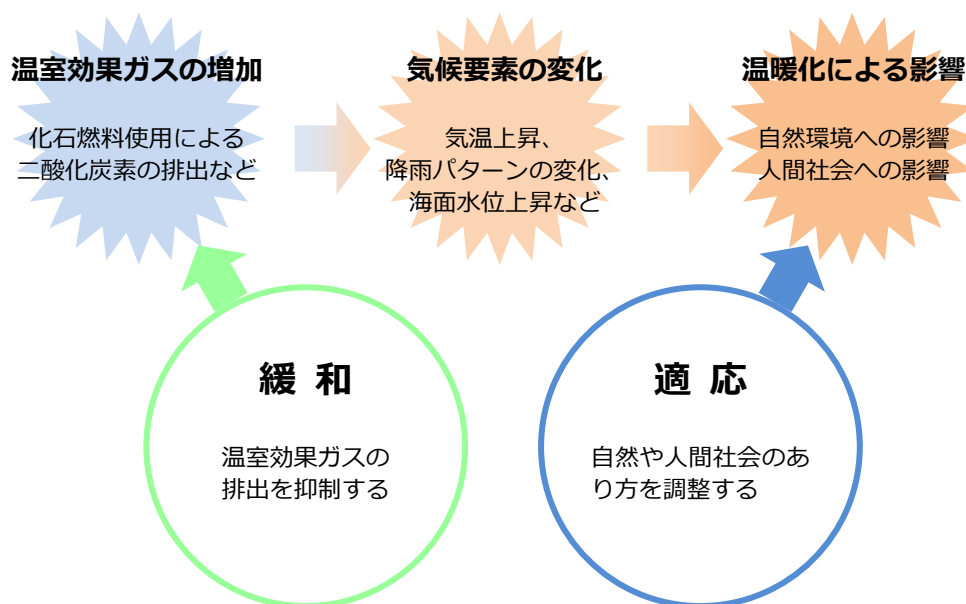 温室効果ガスの増加
化石燃料使用による
二酸化炭素の排出など
気候要素の変化
気温上昇、
降雨パターンの変化、
海面水位上昇など
温暖化による影響
自然環境への影響
人間社会への影響
緩 和
温室効果ガスの
排出を抑制する
適 応
自然や人間社会のあ
り方を調整する